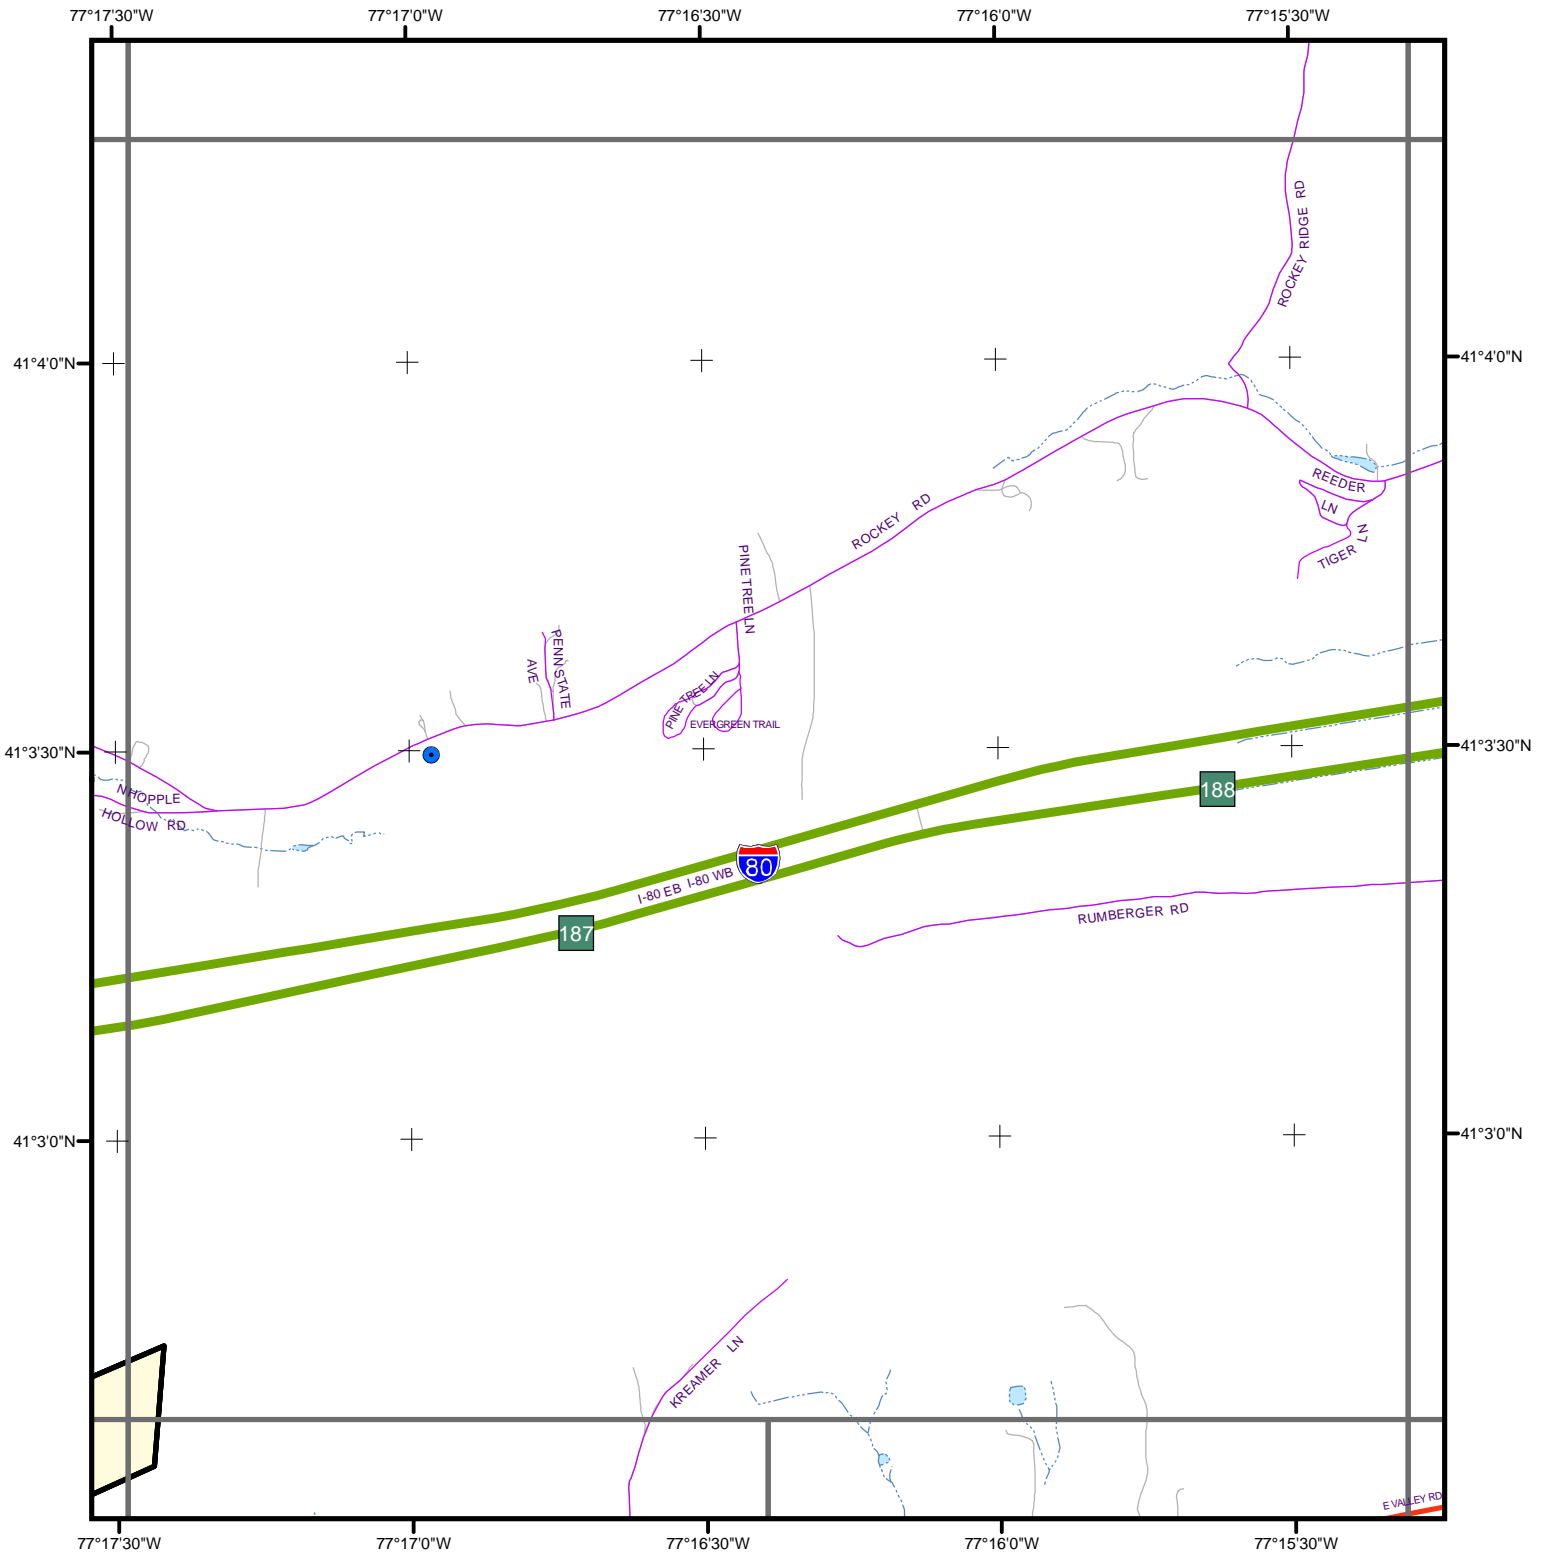 77°17'30"W 77°17'0"W 77°16'30"W 77°16'0"W 77°15'30"W
ROCKEY RIDGE RD
41°4'0"N 41°4'0"N
REEDER
LN
TIGER LN
ROCKEY RD
PINE TREE LN
PENN STATE
AVE
PINE TREE LN
EVERGREEN TRAIL
41°3'30"N 41°3'30"N
N HOPPLE
HOLLOW RD
188
80
I-80 EB I-80 WB
187
RUMBERGER RD
41°3'0"N 41°3'0"N
KREAMER LN
E VALLEY RD
77°17'30"W 77°17'0"W 77°16'30"W 77°16'0"W 77°15'30"W